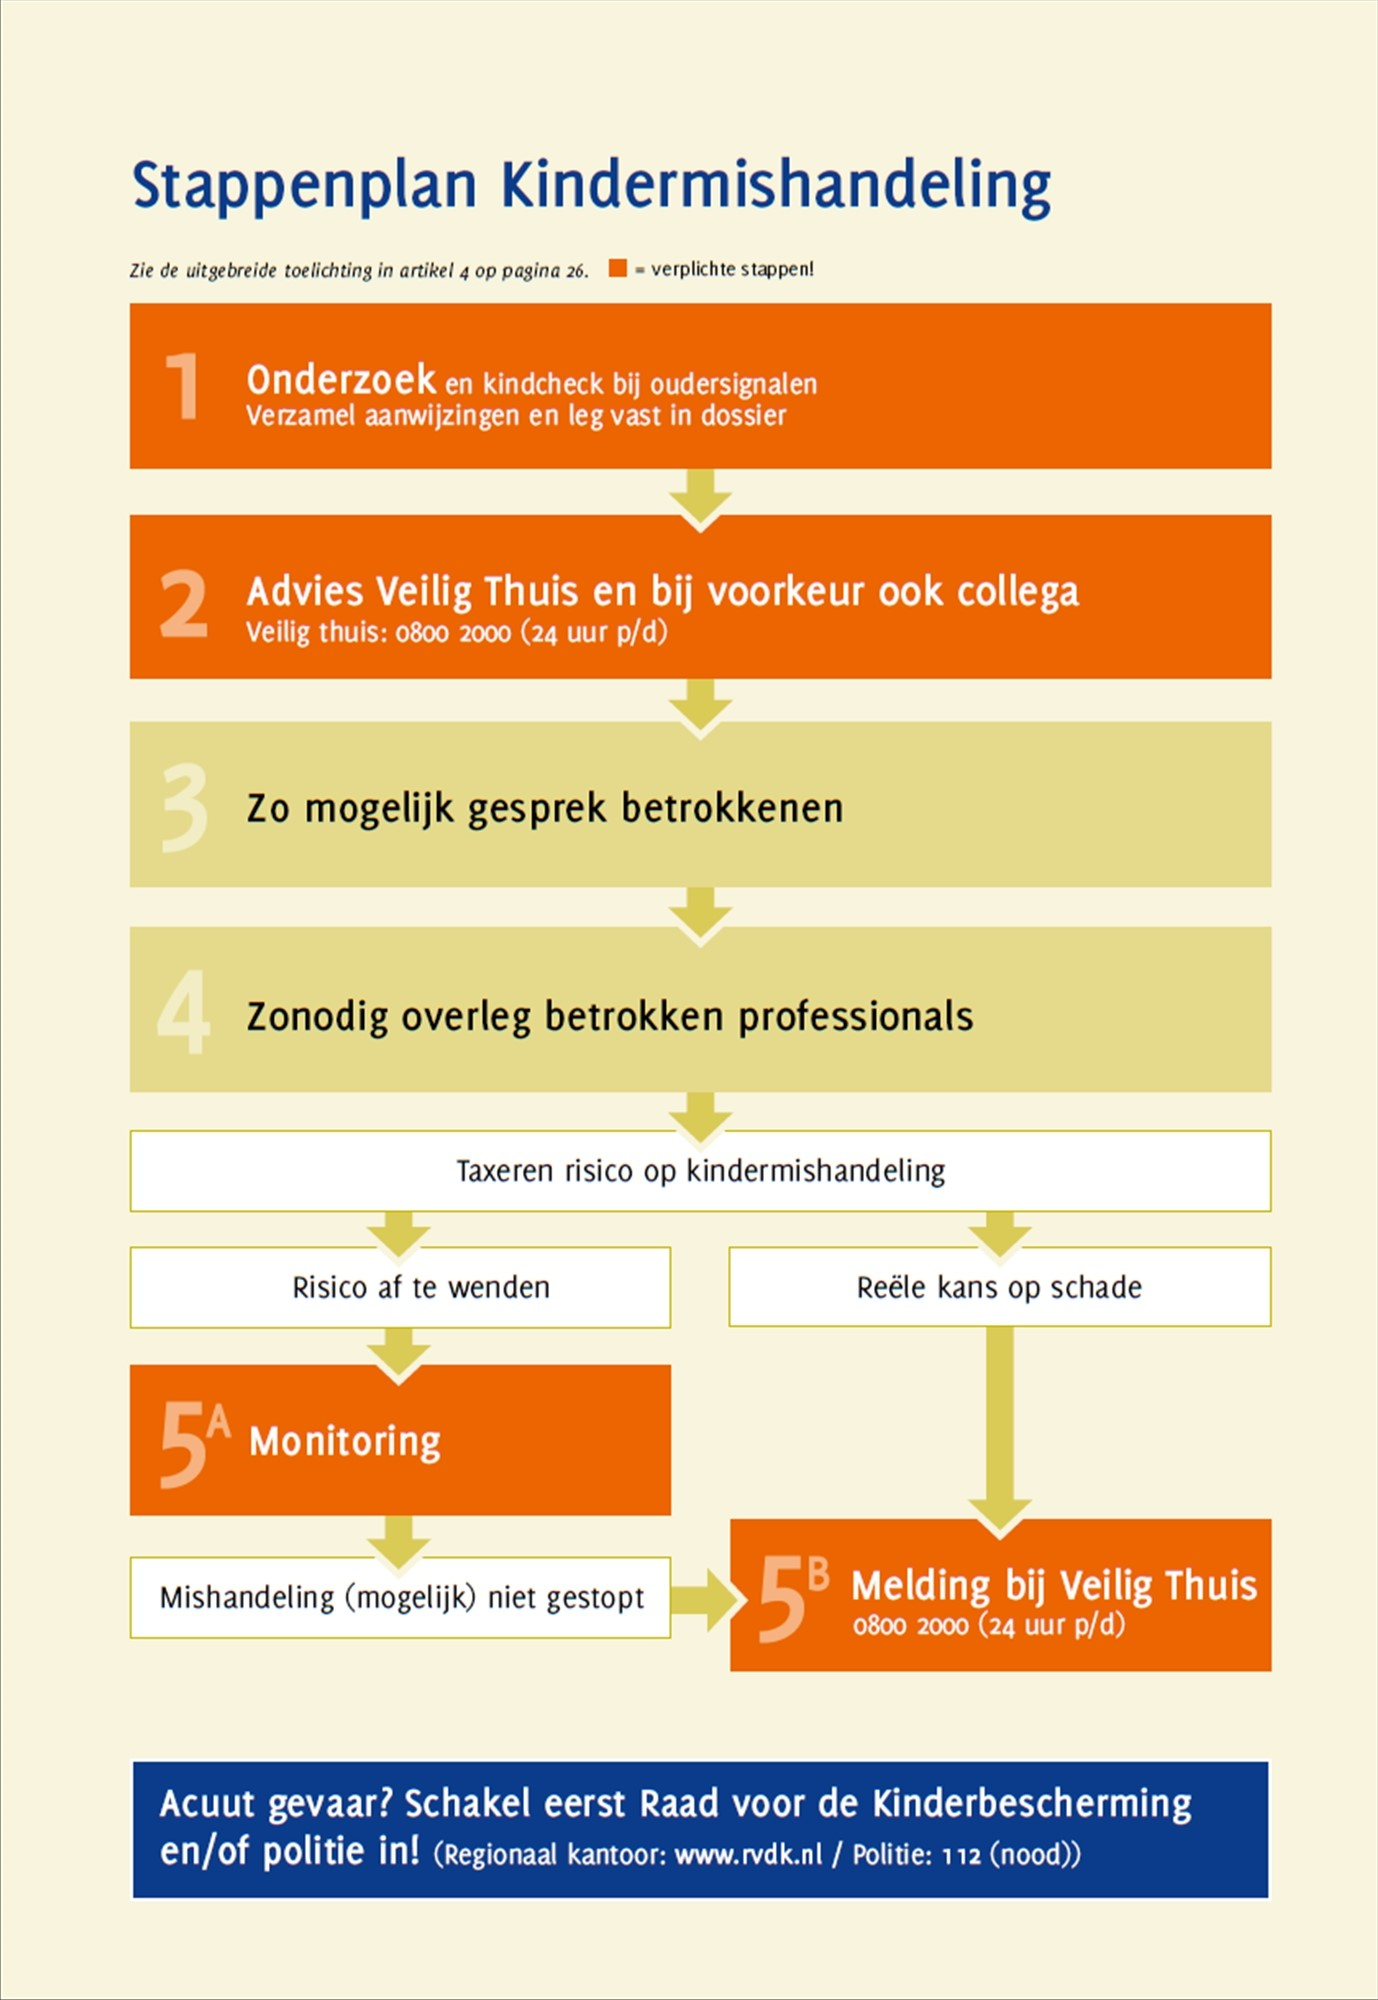 Stappenplan Kindermishandeling
Zie de uitgebreide toelichting in artikel 4 op pagina 26. = verplichte stappen!
1 Onderzoek en kindcheck bij oudersignalen
Verzamel aanwijzingen en leg vast in dossier
2 Advies Veilig Thuis en bij voorkeur ook collega
Veilig thuis: 0800 2000 (24 uur p/d)
3 Zo mogelijk gesprek betrokkenen
4 Zonodig overleg betrokken professionals
Taxeren risico op kindermishandeling
Risico af te wenden
Reële kans op schade
5A Monitoring
Mishandeling (mogelijk) niet gestopt
5B Melding bij Veilig Thuis
0800 2000 (24 uur p/d)
Acuut gevaar? Schakel eerst Raad voor de Kinderbescherming
en/of politie in! (Regionaal kantoor: www.rvdk.nl / Politie: 112 (nood))